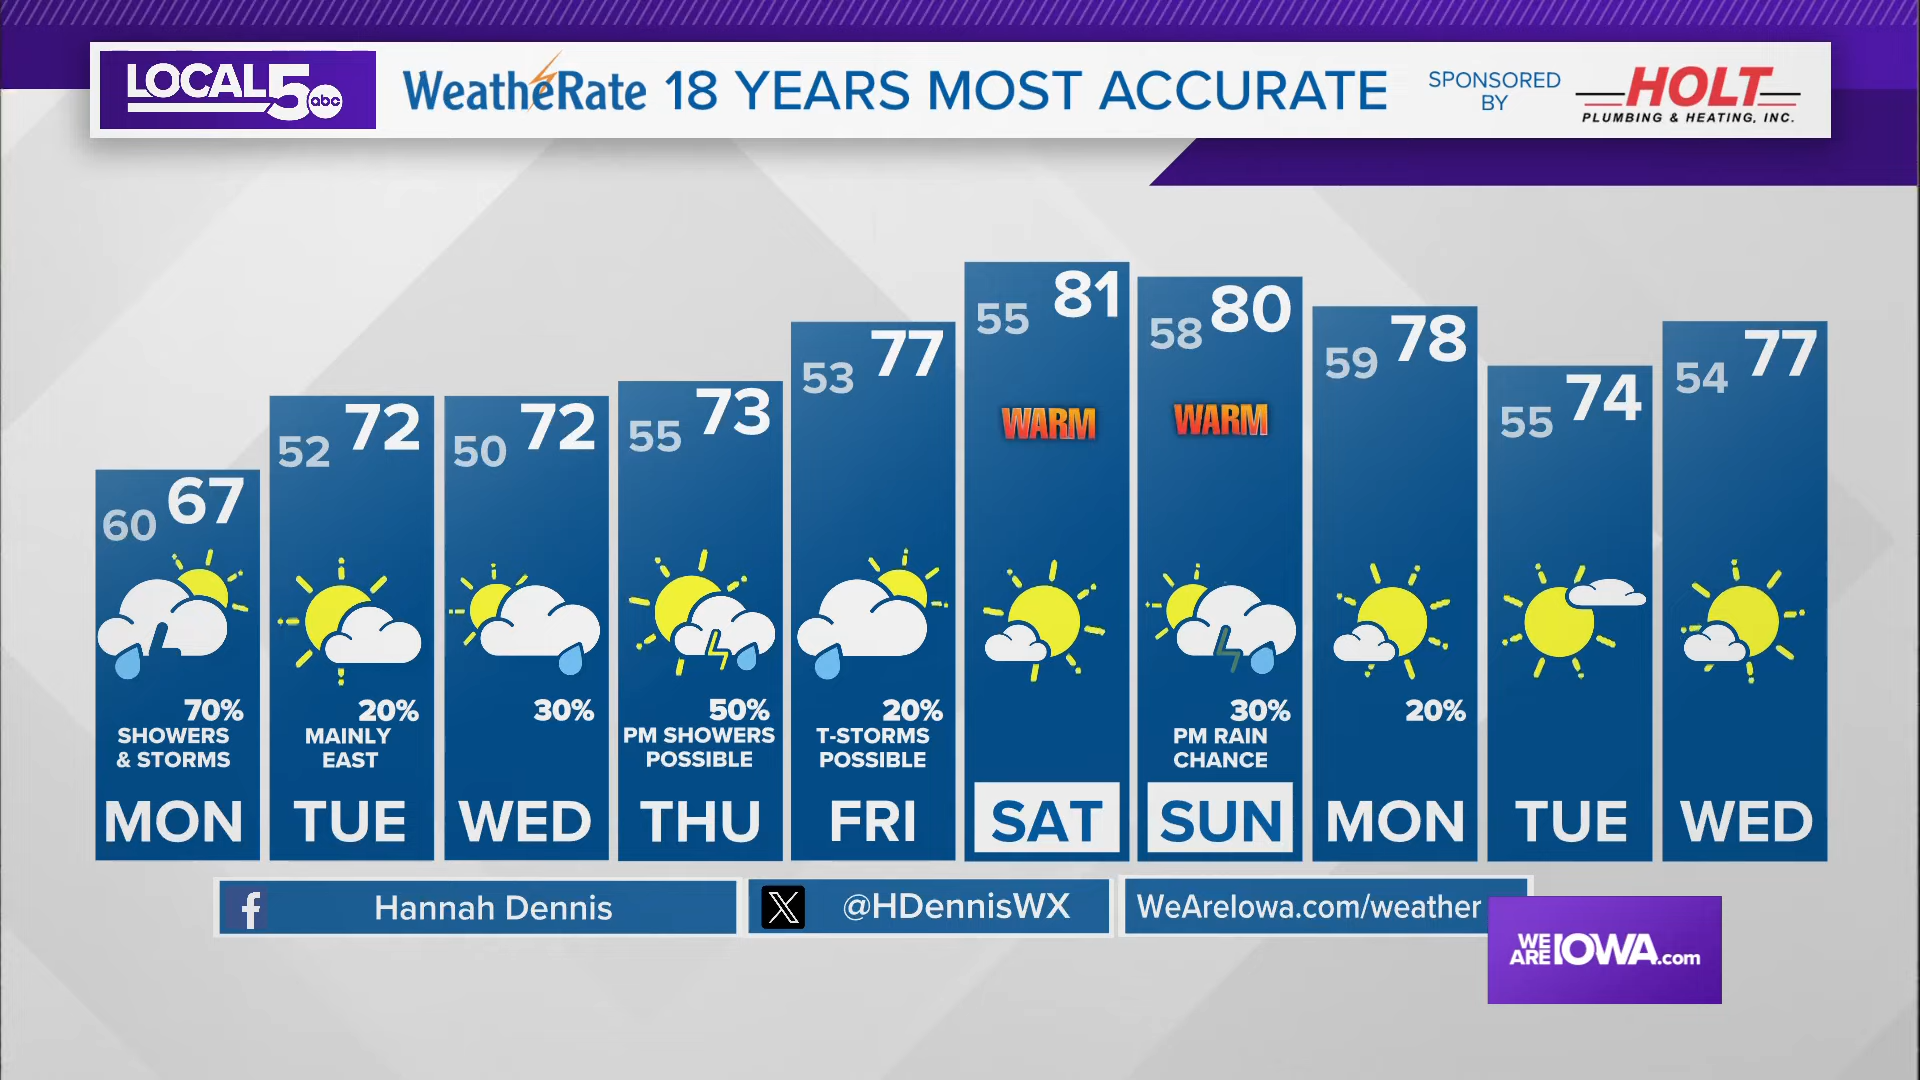 LOCAL 5 abc
WeatheRate 18 YEARS MOST ACCURATE
SPONSORED
BY
HOLT
PLUMBING & HEATING, INC.
60 67
70%
SHOWERS
& STORMS
MON
52 72
20%
MAINLY
EAST
TUE
50 72
30%
WED
55 73
50%
PM SHOWERS
POSSIBLE
THU
53 77
20%
T-STORMS
POSSIBLE
FRI
55 81
WARM
SAT
58 80
WARM
30%
PM RAIN
CHANCE
SUN
59 78
20%
MON
55 74
TUE
54 77
WED
f Hannah Dennis
X @HDennisWX
WeAreIowa.com/weather
WE
ARE IOWA.com